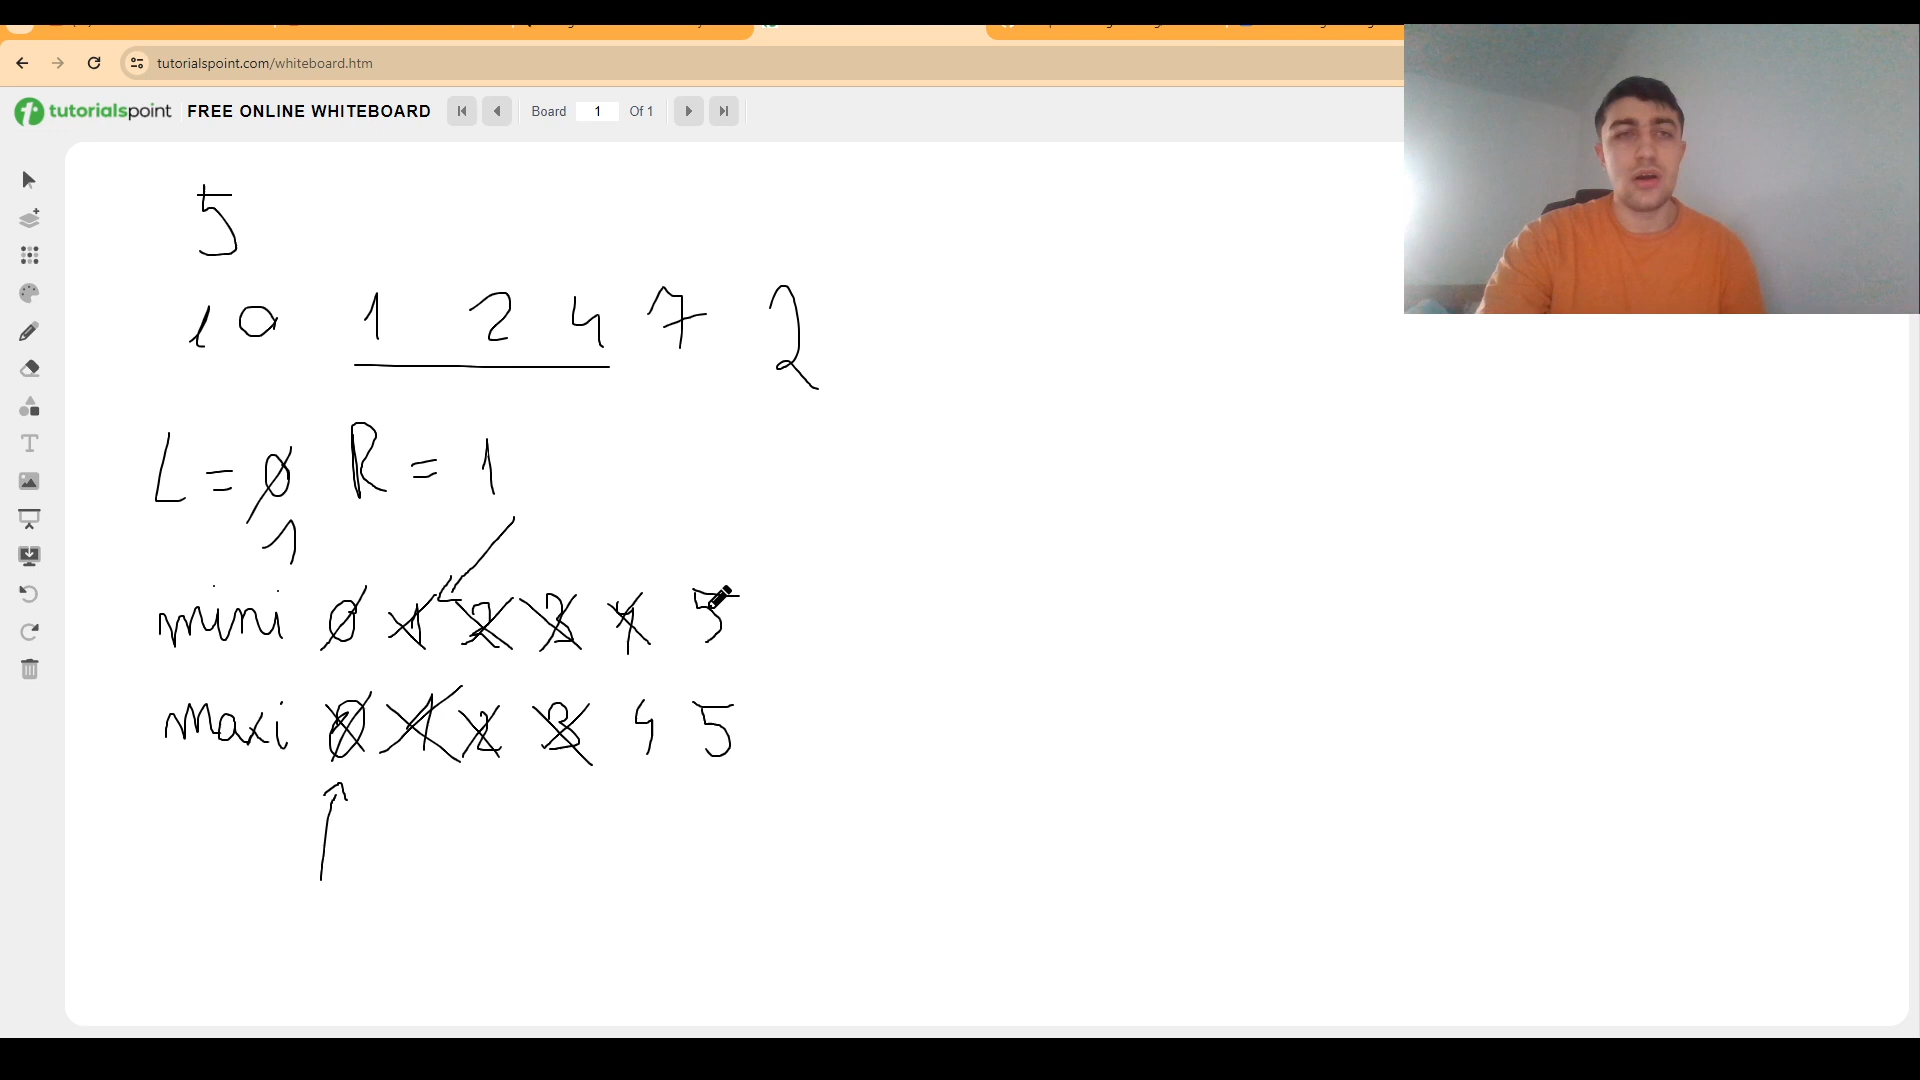 tutorialspoint.com/whiteboard.htm
tutorialspoint FREE ONLINE WHITEBOARD Board 1 Of 1
5
10 1 2 4 7 2
L = 0 R = 1
1
mini 0 1 2 3 4 5
maxi 0 1 2 3 4 5